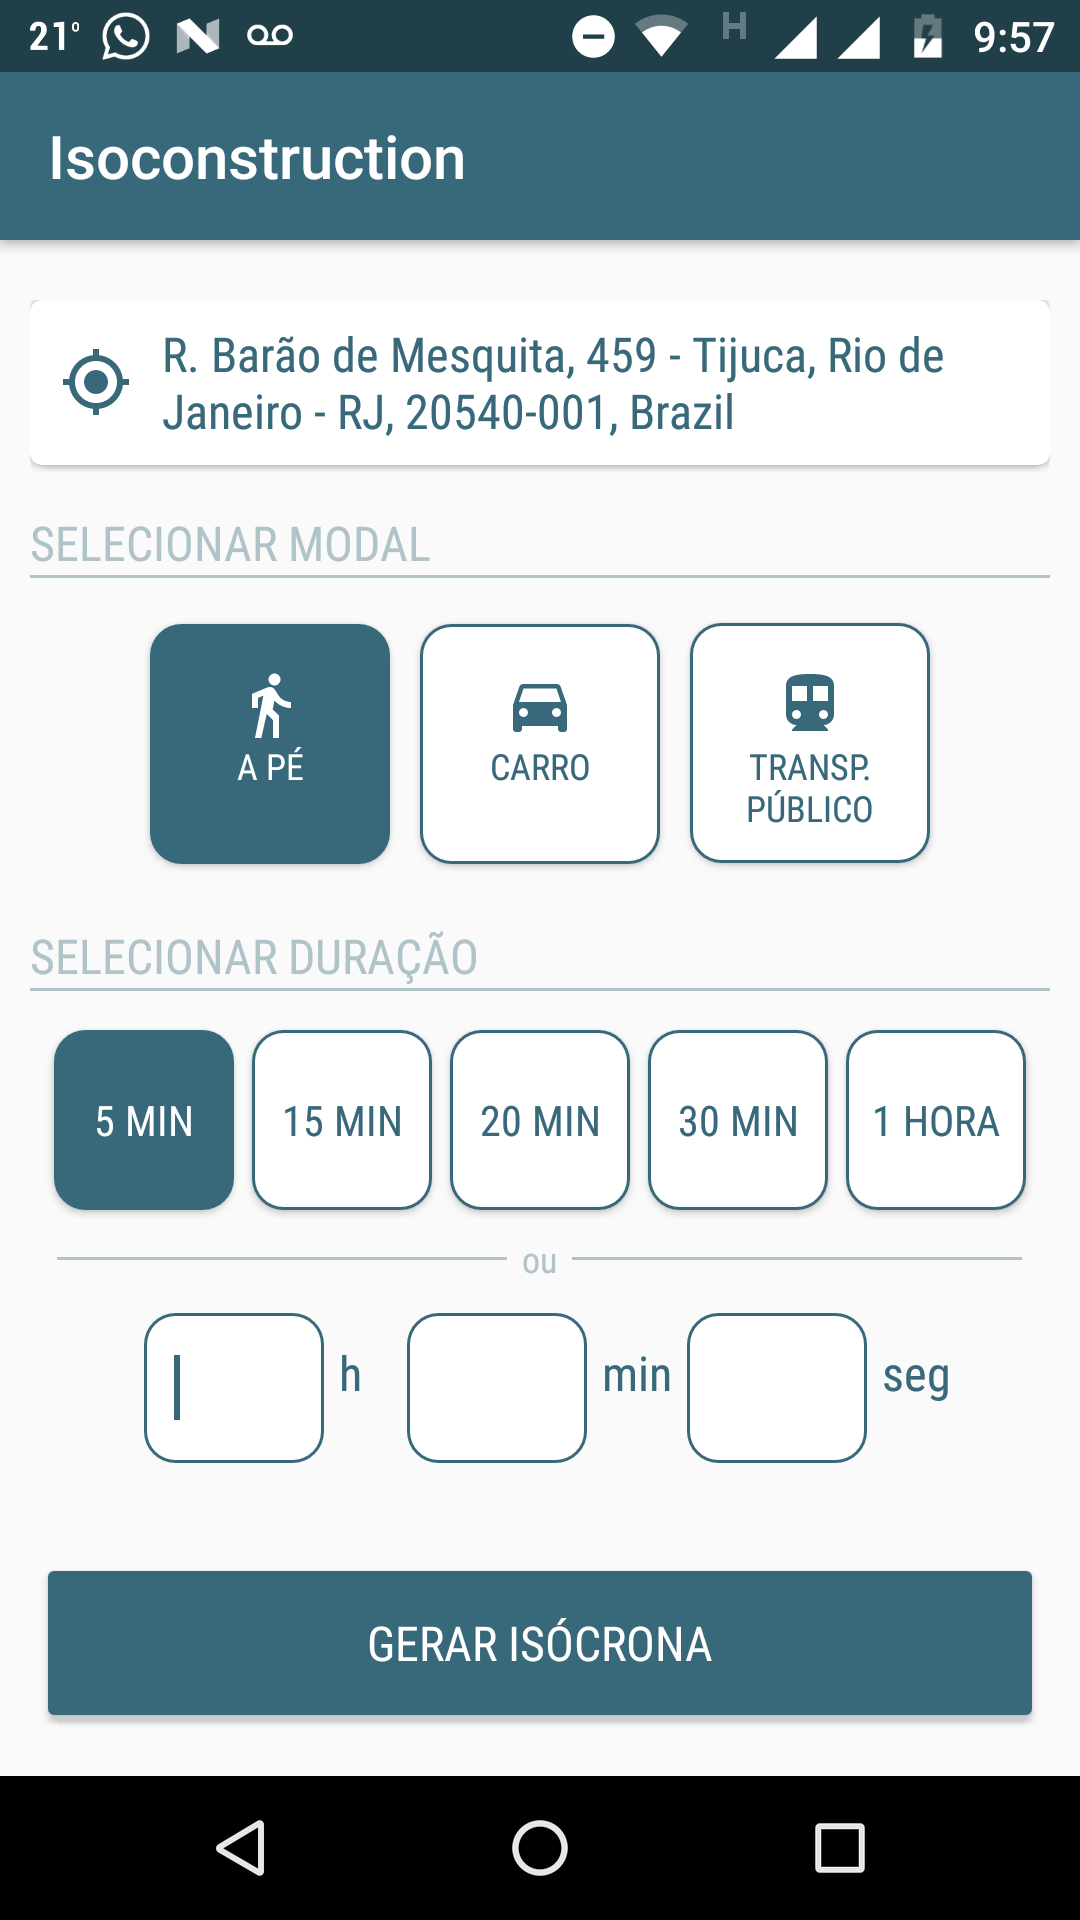 21° H 9:57
Isoconstruction
R. Barão de Mesquita, 459 - Tijuca, Rio de
Janeiro - RJ, 20540-001, Brazil
SELECIONAR MODAL
A PÉ
CARRO
TRANSP.
PÚBLICO
SELECIONAR DURAÇÃO
5 MIN 15 MIN 20 MIN 30 MIN 1 HORA
ou
h min seg
GERAR ISÓCRONA